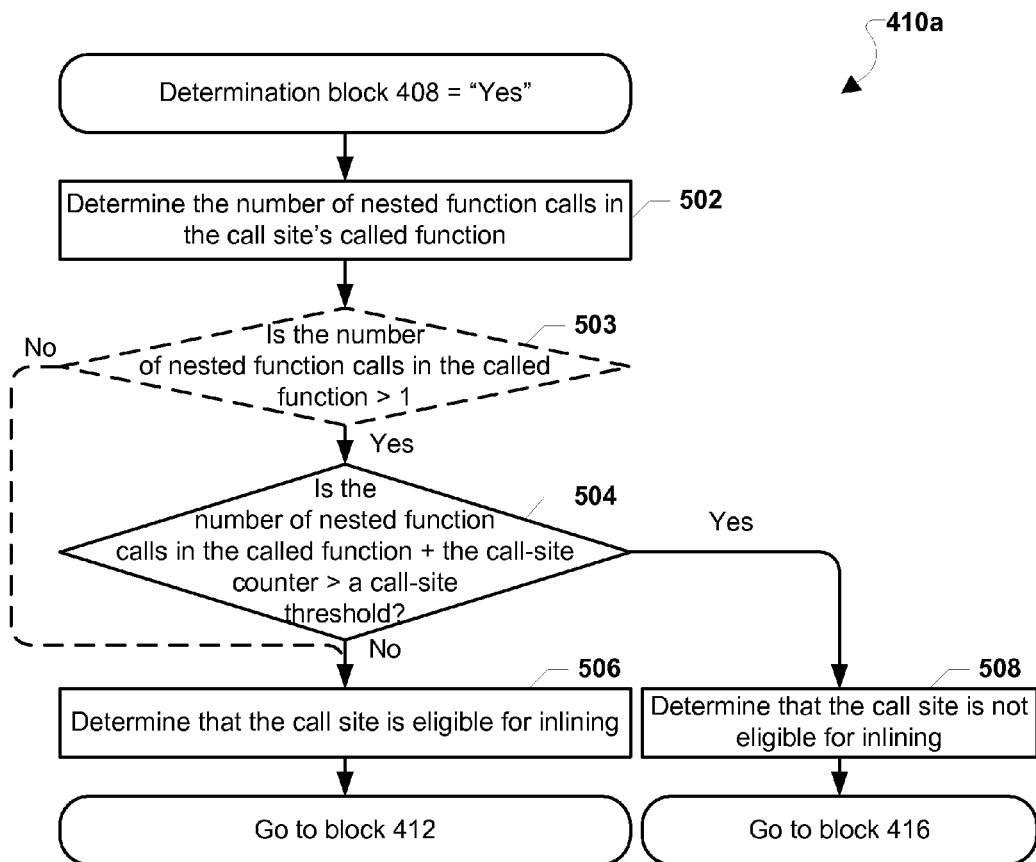 410a
Determination block 408 = “Yes”
Determine the number of nested function calls in
the call site’s called function
502
Is the number
of nested function calls in the called
function > 1
503
No
Yes
Is the
number of nested function
calls in the called function + the call-site
counter > a call-site
threshold?
504
Yes
No
506
Determine that the call site is eligible for inlining
508
Determine that the call site is not
eligible for inlining
Go to block 412
Go to block 416